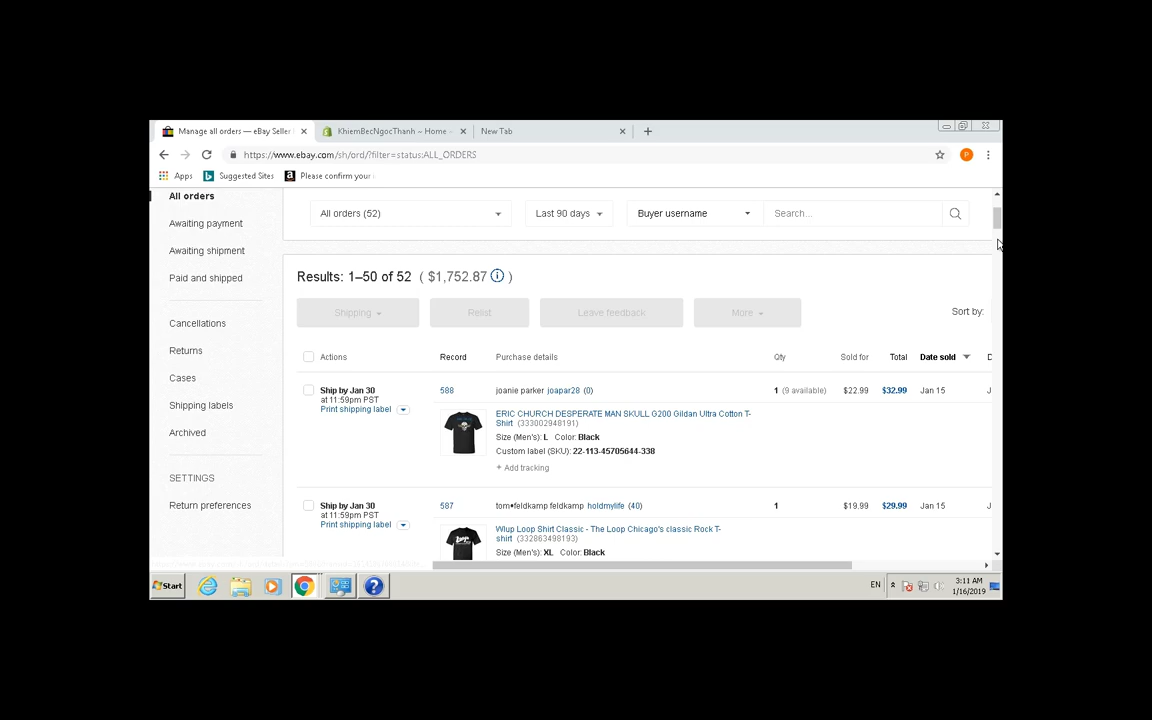 Manage all orders — eBay Seller
KhiemBecNgocThanh ~ Home ~
New Tab
https://www.ebay.com/sh/ord/?filter=status:ALL_ORDERS
Apps
Suggested Sites
Please confirm your i
All orders
All orders (52)
Last 90 days
Buyer username
Search...
Awaiting payment
Awaiting shipment
Paid and shipped
Results: 1–50 of 52 ( $1,752.87 )
Shipping
Relist
Leave feedback
More
Sort by:
Cancellations
Returns
Cases
Shipping labels
Archived
SETTINGS
Return preferences
Actions
Record
Purchase details
Qty
Sold for
Total
Date sold
D
Ship by Jan 30
at 11:59pm PST
Print shipping label
588
joanie parker joapar28 (0)
1 (9 available)
$22.99
$32.99
Jan 15
J
ERIC CHURCH DESPERATE MAN SKULL G200 Gildan Ultra Cotton T-
Shirt (333002948191)
Size (Men's): L Color: Black
Custom label (SKU): 22-113-45705644-338
+ Add tracking
Ship by Jan 30
at 11:59pm PST
Print shipping label
587
tom•feldkamp feldkamp holdmylife (40)
1
$19.99
$29.99
Jan 15
J
Wlup Loop Shirt Classic - The Loop Chicago's classic Rock T-
shirt (332863498193)
Size (Men's): XL Color: Black
Start
EN
3:11 AM
1/16/2019